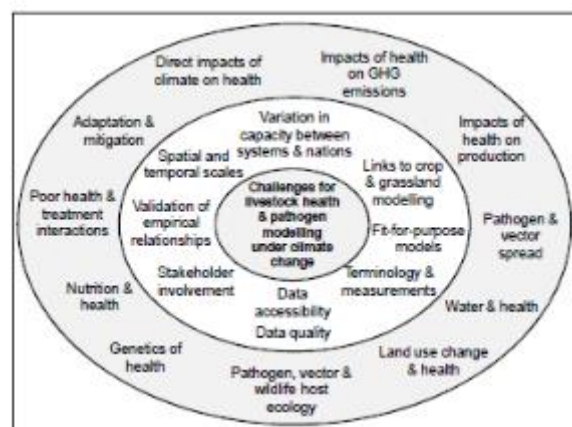 Direct impacts of
climate on health
Impacts of health
on GHG
emissions
Adaptation &
mitigation
Variation in
capacity between
systems & nations
Impacts of
health on
production
Spatial and
temporal scales
Links to crop
& grassland
modelling
Challenges for
livestock health
& pathogen
modelling
under climate
change
Poor health &
treatment
interactions
Validation of
empirical
relationships
Fit-for-purpose
models
Pathogen &
vector
spread
Stakeholder
involvement
Terminology &
measurements
Nutrition &
health
Data
accessibility
Water & health
Data quality
Genetics of
health
Pathogen, vector &
wildlife host
ecology
Land use change
& health